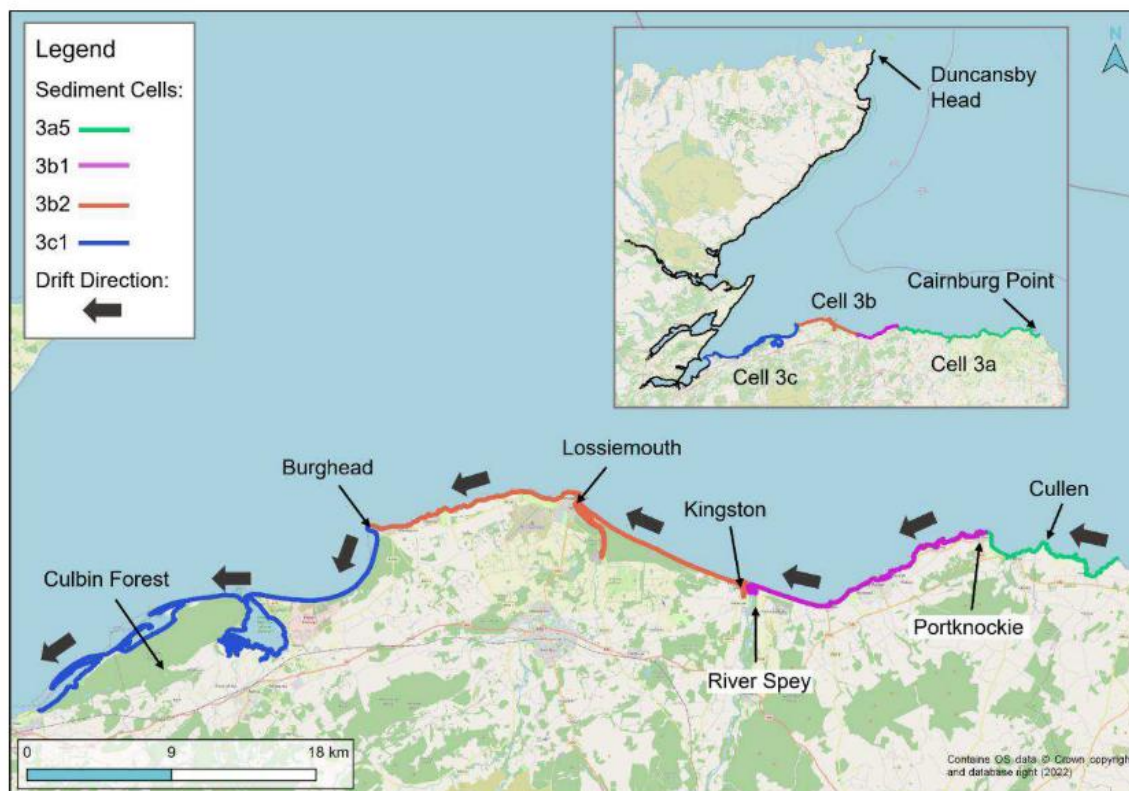 Legend
Sediment Cells:
3a5
3b1
3b2
3c1
Drift Direction:
N
Duncansby
Head
Cairnburg Point
Cell 3b
Cell 3a
Cell 3c
Lossiemouth
Burghead
Kingston
Cullen
Culbin Forest
Portknockie
River Spey
0 9 18 km
Contains OS data © Crown copyright
and database right (2022)